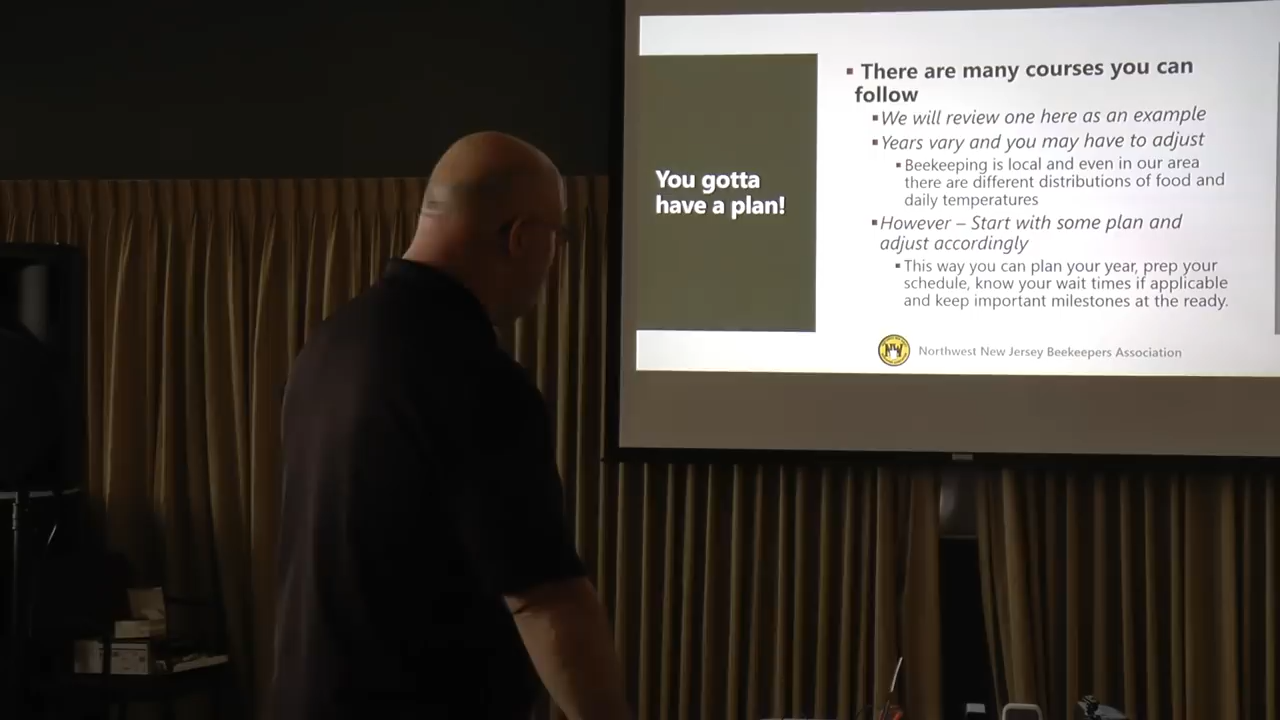 You gotta
have a plan!
▪ There are many courses you can
follow
▪We will review one here as an example
▪Years vary and you may have to adjust
▪Beekeeping is local and even in our area
there are different distributions of food and
daily temperatures
▪However – Start with some plan and
adjust accordingly
▪This way you can plan your year, prep your
schedule, know your wait times if applicable
and keep important milestones at the ready.
NW
Northwest New Jersey Beekeepers Association